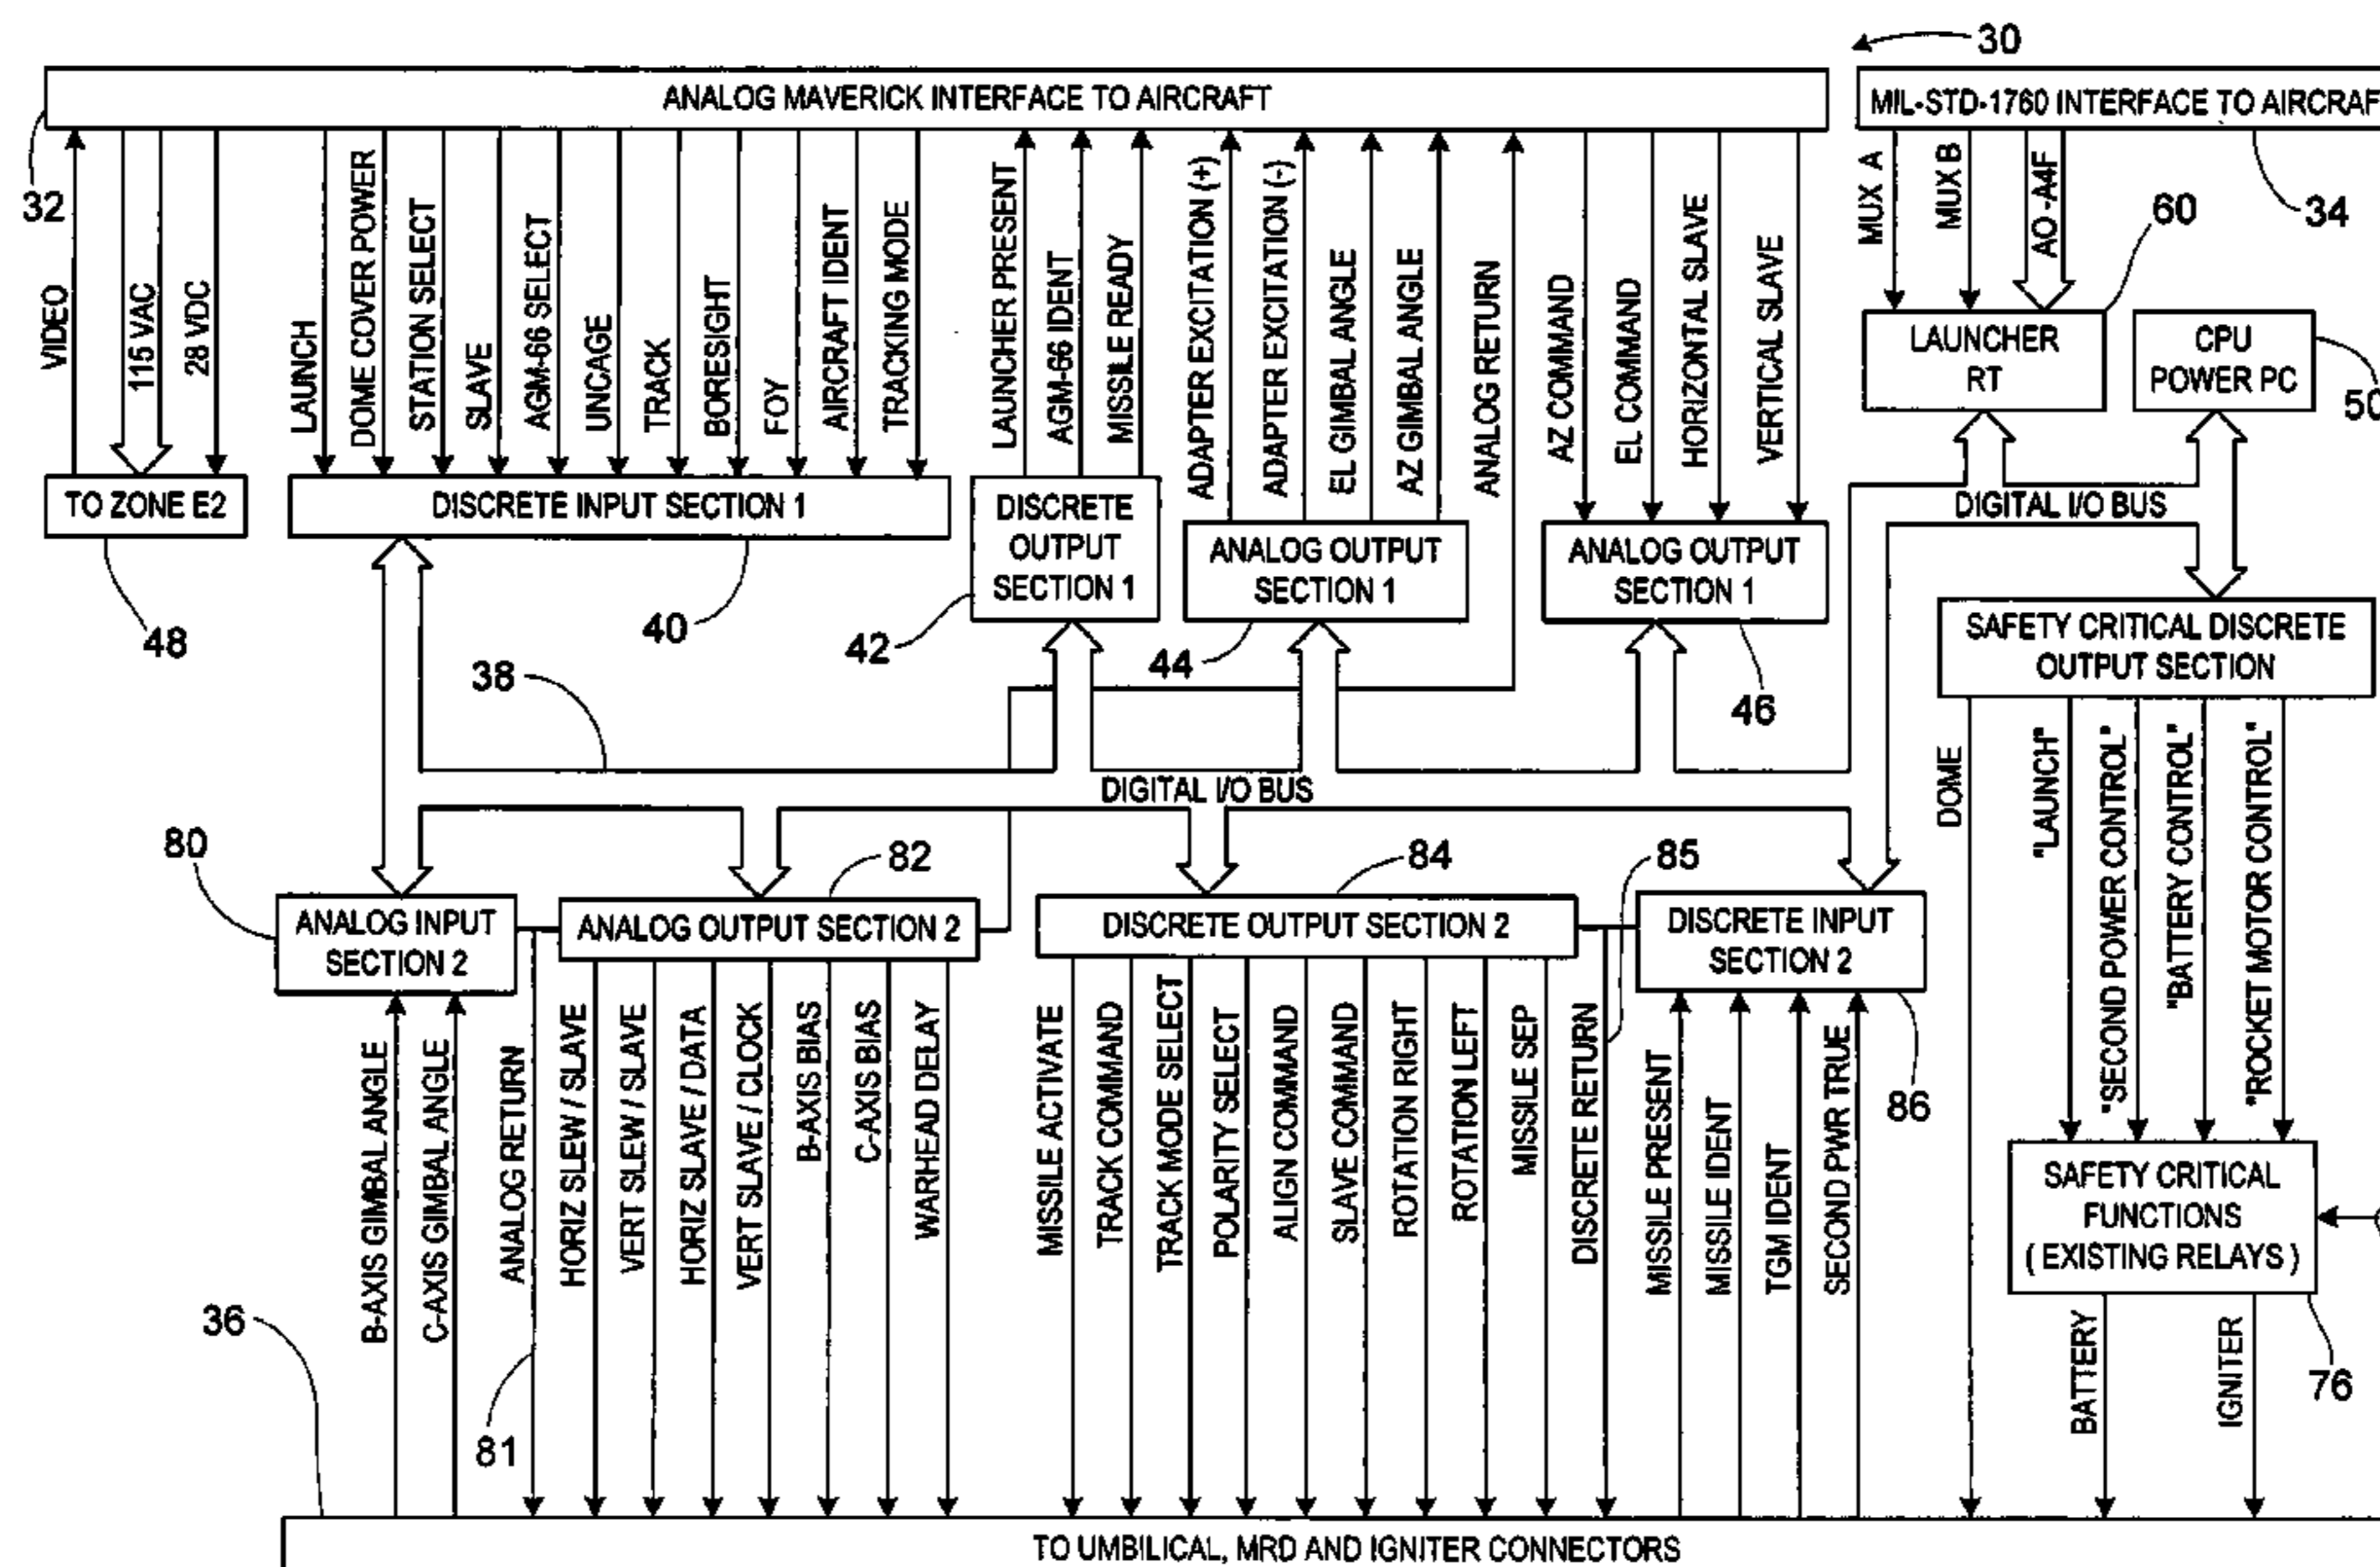 30
ANALOG MAVERICK INTERFACE TO AIRCRAFT
MIL-STD-1760 INTERFACE TO AIRCRAF
32
34
VIDEO
115 VAC
28 VDC
LAUNCH
DOME COVER POWER
STATION SELECT
SLAVE
AGM-66 SELECT
UNCAGE
TRACK
BORESIGHT
FOY
AIRCRAFT IDENT
TRACKING MODE
LAUNCHER PRESENT
AGM-66 IDENT
MISSILE READY
ADAPTER EXCITATION (+)
ADAPTER EXCITATION (-)
EL GIMBAL ANGLE
AZ GIMBAL ANGLE
ANALOG RETURN
AZ COMMAND
EL COMMAND
HORIZONTAL SLAVE
VERTICAL SLAVE
MUX A
MUX B
AO-A4F
60
LAUNCHER
RT
CPU
POWER PC
50
TO ZONE E2
DISCRETE INPUT SECTION 1
DISCRETE
OUTPUT
SECTION 1
ANALOG OUTPUT
SECTION 1
ANALOG OUTPUT
SECTION 1
DIGITAL I/O BUS
48
40
42
44
46
38
SAFETY CRITICAL DISCRETE
OUTPUT SECTION
DIGITAL I/O BUS
DOME
"LAUNCH"
"SECOND POWER CONTROL"
"BATTERY CONTROL"
"ROCKET MOTOR CONTROL"
80
82
84
85
86
ANALOG INPUT
SECTION 2
ANALOG OUTPUT SECTION 2
DISCRETE OUTPUT SECTION 2
DISCRETE INPUT
SECTION 2
B-AXIS GIMBAL ANGLE
C-AXIS GIMBAL ANGLE
ANALOG RETURN
HORIZ SLEW / SLAVE
VERT SLEW / SLAVE
HORIZ SLAVE / DATA
VERT SLAVE / CLOCK
B-AXIS BIAS
C-AXIS BIAS
WARHEAD DELAY
MISSILE ACTIVATE
TRACK COMMAND
TRACK MODE SELECT
POLARITY SELECT
ALIGN COMMAND
SLAVE COMMAND
ROTATION RIGHT
ROTATION LEFT
MISSILE SEP
DISCRETE RETURN
MISSILE PRESENT
MISSILE IDENT
TGM IDENT
SECOND PWR TRUE
SAFETY CRITICAL
FUNCTIONS
( EXISTING RELAYS )
76
BATTERY
IGNITER
36
81
TO UMBILICAL, MRD AND IGNITER CONNECTORS